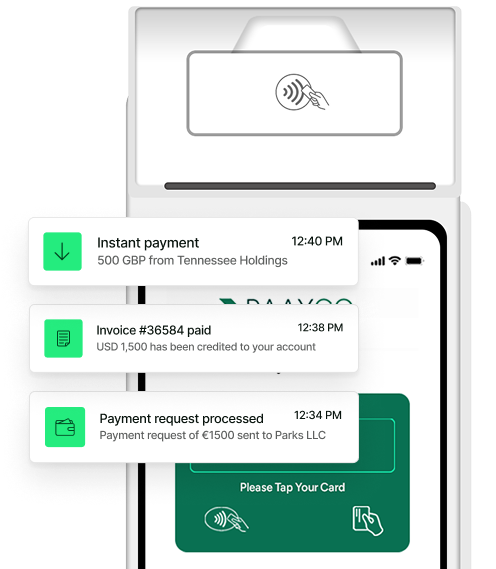 Instant payment
12:40 PM
500 GBP from Tennessee Holdings
Invoice #36584 paid
12:38 PM
USD 1,500 has been credited to your account
Payment request processed
12:34 PM
Payment request of €1500 sent to Parks LLC
Please Tap Your Card